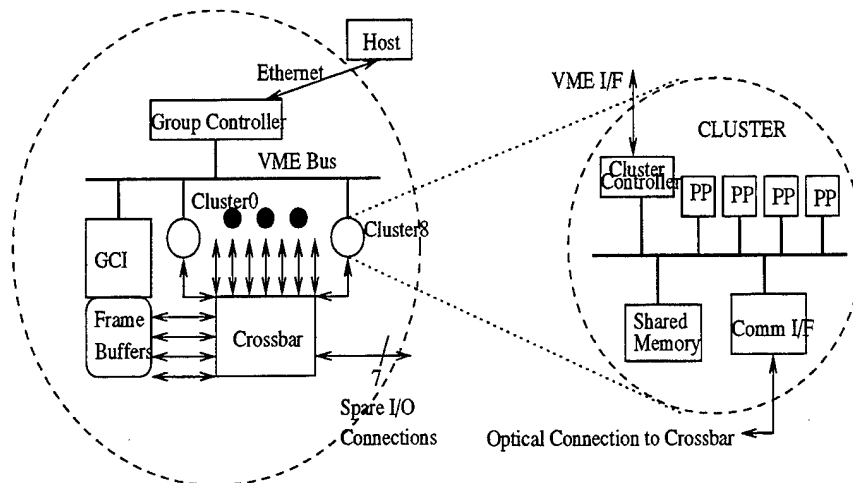 Host
Ethernet
Group Controller
VME Bus
Cluster0
Cluster8
GCI
Frame
Buffers
Crossbar
7
Spare I/O
Connections
VME I/F
CLUSTER
Cluster
Controller
PP
PP
PP
PP
Shared
Memory
Comm I/F
Optical Connection to Crossbar